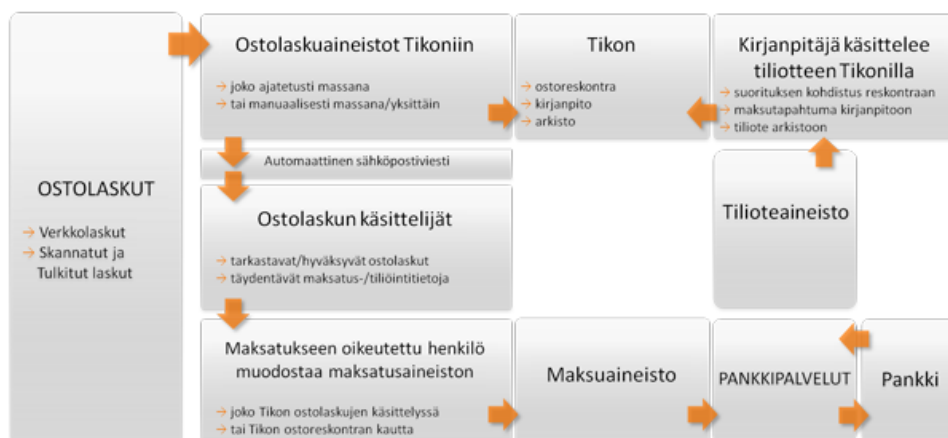 OSTOLASKUT
→ Verkkolaskut
→ Skannatut ja
Tulkitut laskut
Ostolaskuaineistot Tikoniin
→ joko ajatetusti massana
→ tai manuaalisesti massana/yksittäin
Tikon
→ ostoreskontra
→ kirjanpito
→ arkisto
Kirjanpitäjä käsittelee
tiliotteen Tikonilla
→ suorituksen kohdistus reskontraan
→ maksutapahtuma kirjanpitoon
→ tiliote arkistoon
Automaattinen sähköpostiviesti
Ostolaskun käsittelijät
→ tarkastavat/hyväksyvät ostolaskut
→ täydentävät maksatus-/tiliöintitietoja
Tilioteaineisto
Maksatukseen oikeutettu henkilö
muodostaa maksatusaineiston
→ joko Tikon ostolaskujen käsittelyssä
→ tai Tikon ostoreskontran kautta
Maksuaineisto
PANKKIPALVELUT
Pankki